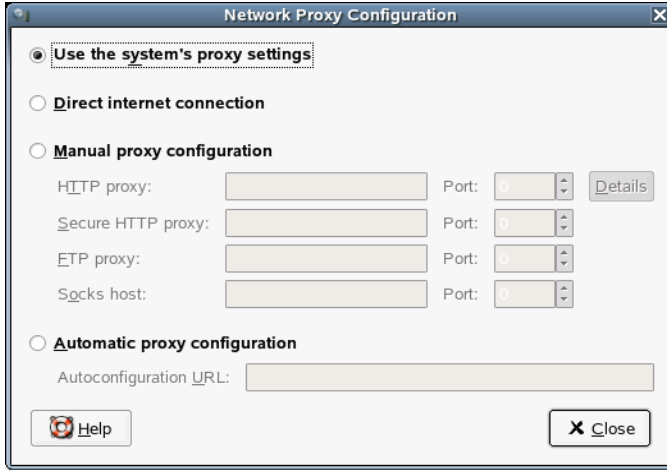 Network Proxy Configuration
Use the system's proxy settings
Direct internet connection
Manual proxy configuration
HTTP proxy: Port: 0 Details
Secure HTTP proxy: Port: 0
FTP proxy: Port: 0
Socks host: Port: 0
Automatic proxy configuration
Autoconfiguration URL:
Help Close